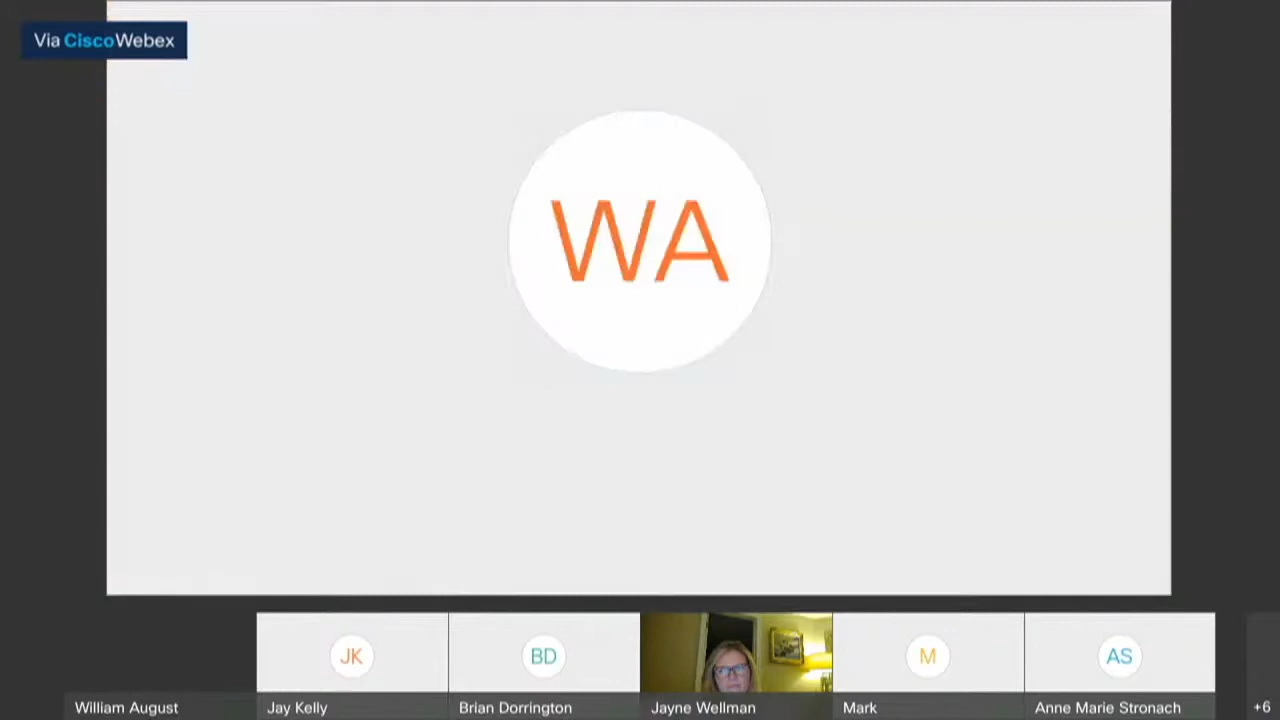 Via CiscoWebex
WA
JK
BD
M
AS
William August
Jay Kelly
Brian Dorrington
Jayne Wellman
Mark
Anne Marie Stronach
+6